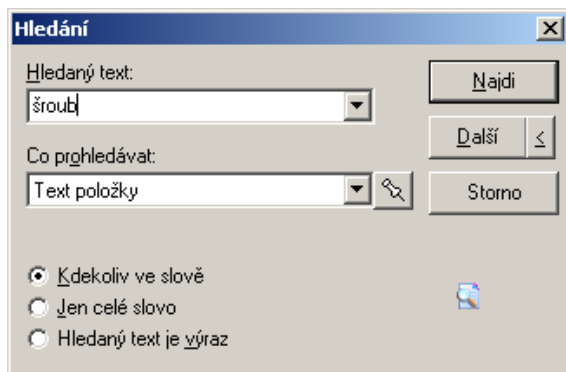 Hledání
Hledaný text:
šroub
Najdi
Další <
Co prohledávat:
Text položky
Storno
Kdekoliv ve slově
Jen celé slovo
Hledaný text je výraz